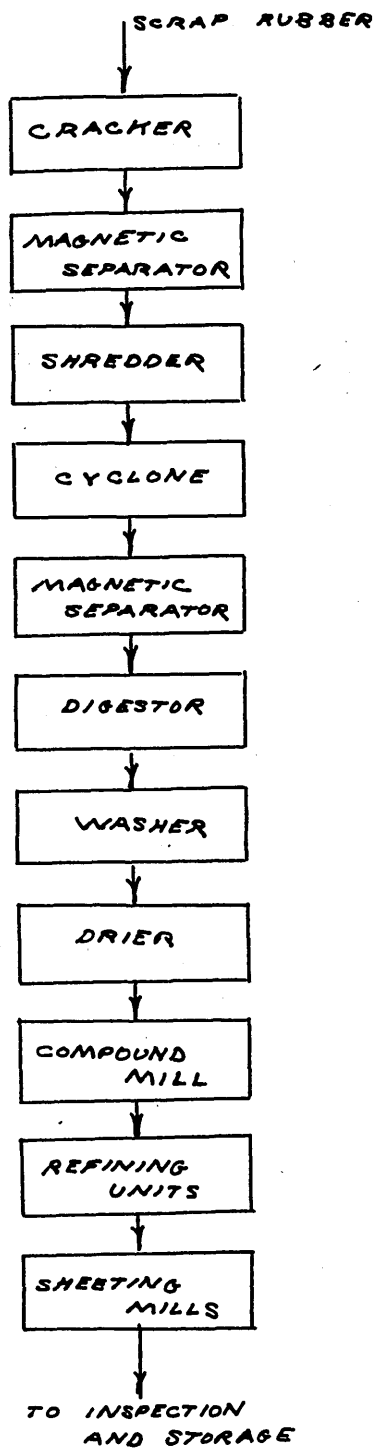 SCRAP RUBBER
CRACKER
MAGNETIC
SEPARATOR
SHREDDER
CYCLONE
MAGNETIC
SEPARATOR
DIGESTOR
WASHER
DRIER
COMPOUND
MILL
REFINING
UNITS
SHEETING
MILLS
TO INSPECTION
AND STORAGE